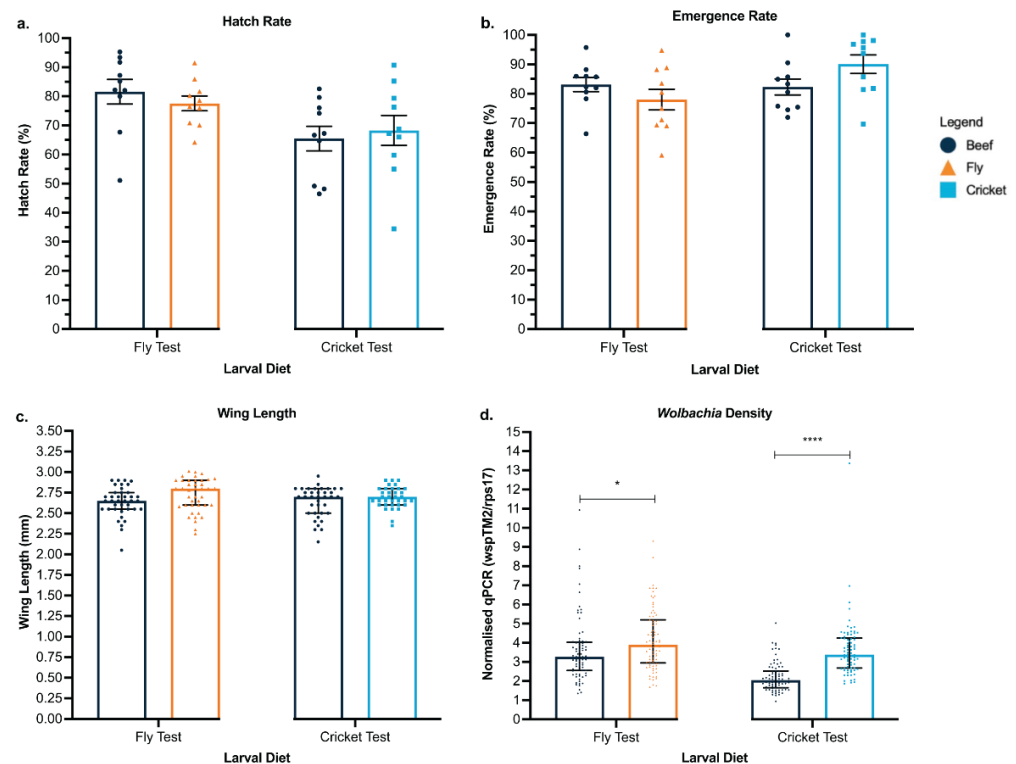 a.
Hatch Rate
100
90
80
70
60
50
40
30
20
10
0
Hatch Rate (%)
Fly Test
Cricket Test
Larval Diet
b.
Emergence Rate
100
90
80
70
60
50
40
30
20
10
0
Emergence Rate (%)
Fly Test
Cricket Test
Larval Diet
Legend
Beef
Fly
Cricket
c.
Wing Length
3.50
3.25
3.00
2.75
2.50
2.25
2.00
1.75
1.50
1.25
1.00
0.75
0.50
0.25
0.00
Wing Length (mm)
Fly Test
Cricket Test
Larval Diet
d.
Wolbachia Density
15
14
13
12
11
10
9
8
7
6
5
4
3
2
1
0
Normalised qPCR (wspTM2/rps17)
*
****
Fly Test
Cricket Test
Larval Diet